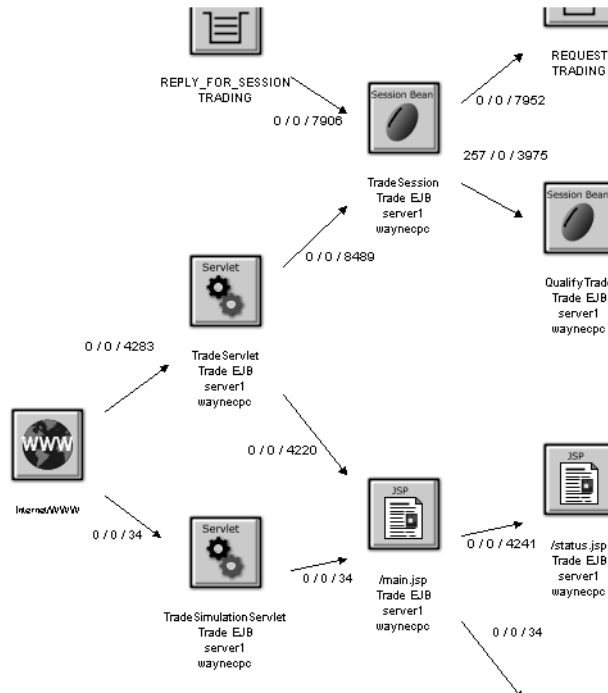 REPLY_FOR_SESSION
TRADING
REQUEST
TRADING
0 / 0 / 7906
Session Bean
0 / 0 / 7952
257 / 0 / 3975
TradeSession
Trade EJB
server1
waynecpc
Session Bean
QualifyTrad
Trade EJB
server1
waynecpc
0 / 0 / 8489
Servlet
TradeServlet
Trade EJB
server1
waynecpc
0 / 0 / 4283
WWW
Internet/WWW
0 / 0 / 4220
0 / 0 / 34
Servlet
TradeSimulationServlet
Trade EJB
server1
waynecpc
0 / 0 / 34
JSP
/main.jsp
Trade EJB
server1
waynecpc
0 / 0 / 4241
JSP
/status.jsp
Trade EJB
server1
waynecpc
0 / 0 / 34